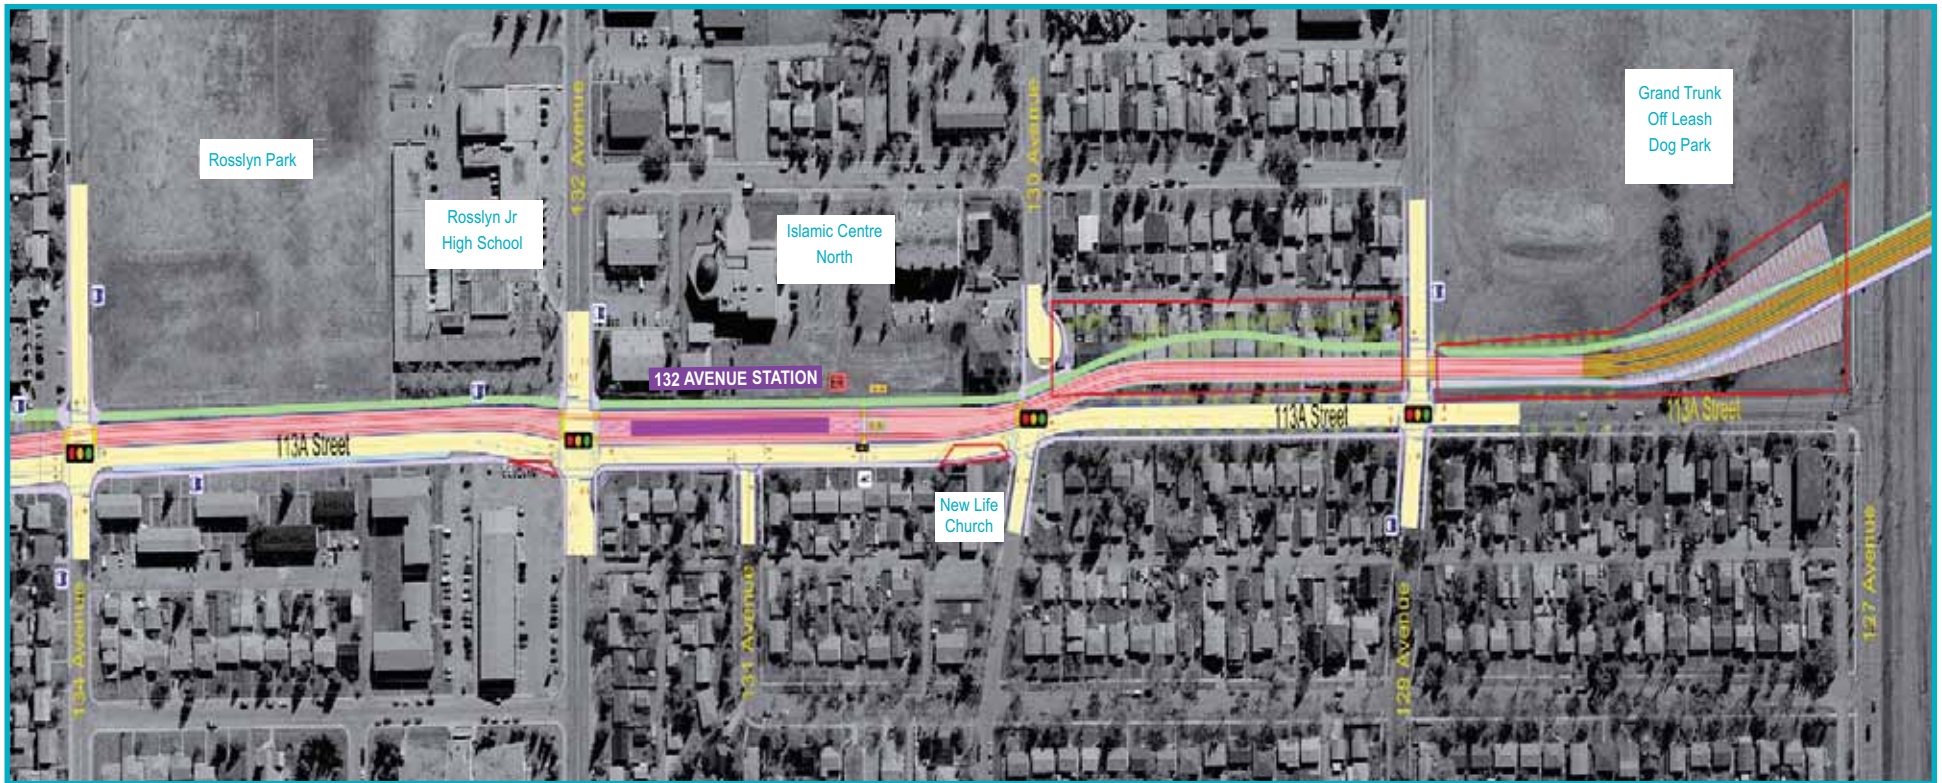 Grand Trunk
Off Leash
Dog Park
Rosslyn Park
132 Avenue
130 Avenue
Rosslyn Jr
High School
Islamic Centre
North
132 AVENUE STATION
113A Street
113A Street
113A Street
New Life
Church
134 Avenue
131 Avenue
129 Avenue
127 Avenue